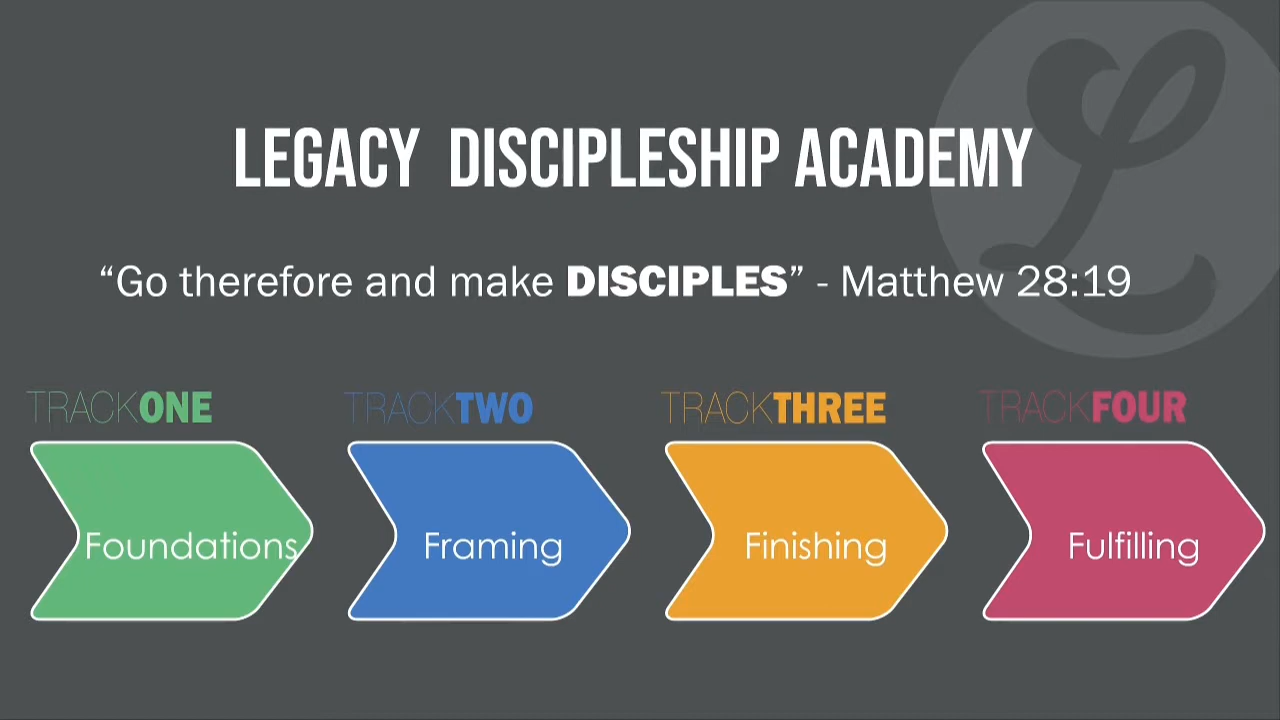 LEGACY DISCIPLESHIP ACADEMY
“Go therefore and make DISCIPLES” - Matthew 28:19
TRACKONE TRACKTWO TRACKTHREE TRACKFOUR
Foundations Framing Finishing Fulfilling